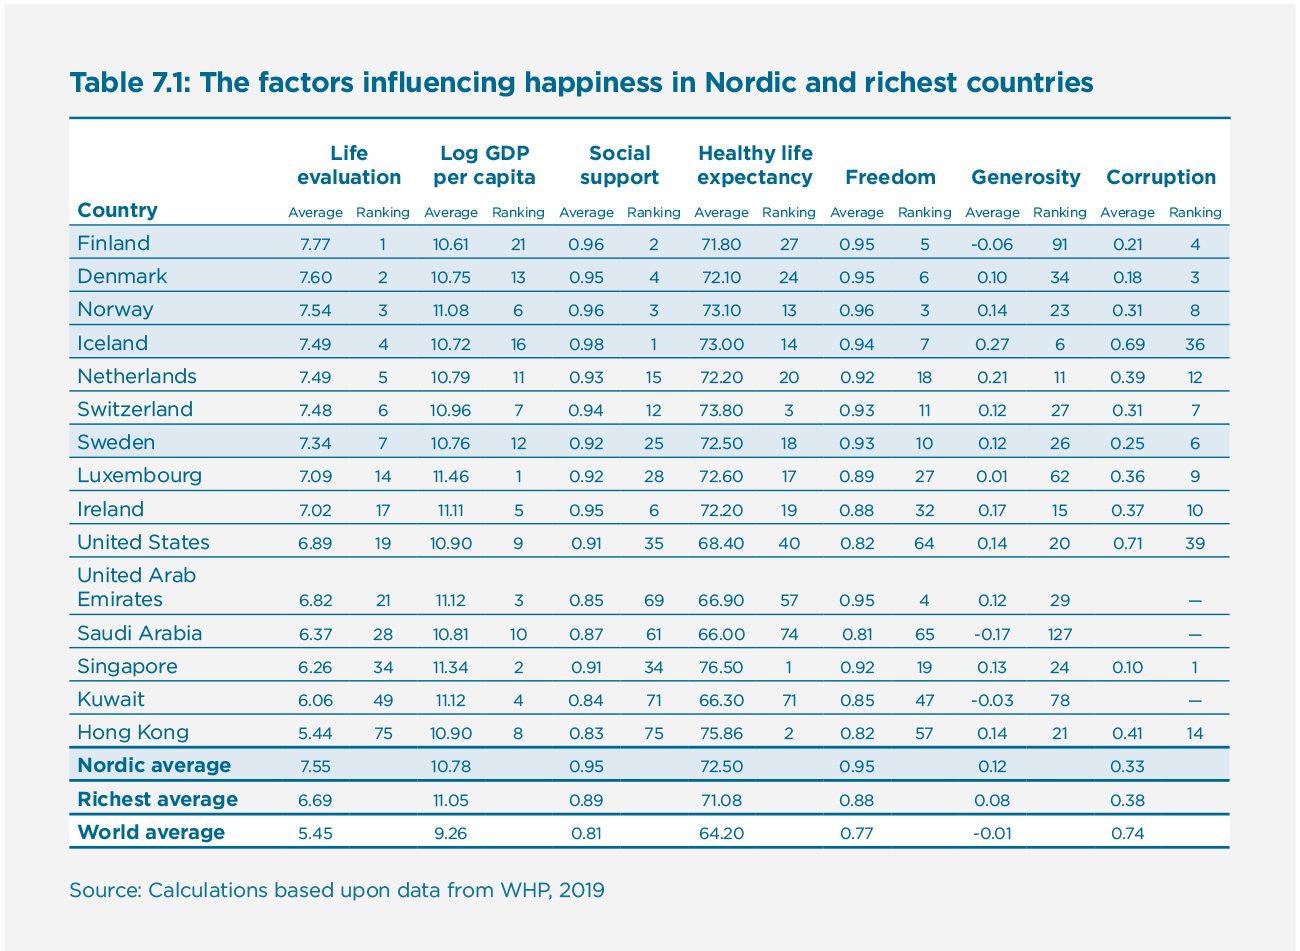 Table 7.1: The factors influencing happiness in Nordic and richest countries
Life evaluation Log GDP per capita Social support Healthy life expectancy Freedom Generosity Corruption
Country Average Ranking Average Ranking Average Ranking Average Ranking Average Ranking Average Ranking Average Ranking
Finland 7.77 1 10.61 21 0.96 2 71.80 27 0.95 5 -0.06 91 0.21 4
Denmark 7.60 2 10.75 13 0.95 4 72.10 24 0.95 6 0.10 34 0.18 3
Norway 7.54 3 11.08 6 0.96 3 73.10 13 0.96 3 0.14 23 0.31 8
Iceland 7.49 4 10.72 16 0.98 1 73.00 14 0.94 7 0.27 6 0.69 36
Netherlands 7.49 5 10.79 11 0.93 15 72.20 20 0.92 18 0.21 11 0.39 12
Switzerland 7.48 6 10.96 7 0.94 12 73.80 3 0.93 11 0.12 27 0.31 7
Sweden 7.34 7 10.76 12 0.92 25 72.50 18 0.93 10 0.12 26 0.25 6
Luxembourg 7.09 14 11.46 1 0.92 28 72.60 17 0.89 27 0.01 62 0.36 9
Ireland 7.02 17 11.11 5 0.95 6 72.20 19 0.88 32 0.17 15 0.37 10
United States 6.89 19 10.90 9 0.91 35 68.40 40 0.82 64 0.14 20 0.71 39
United Arab
Emirates 6.82 21 11.12 3 0.85 69 66.90 57 0.95 4 0.12 29 —
Saudi Arabia 6.37 28 10.81 10 0.87 61 66.00 74 0.81 65 -0.17 127 —
Singapore 6.26 34 11.34 2 0.91 34 76.50 1 0.92 19 0.13 24 0.10 1
Kuwait 6.06 49 11.12 4 0.84 71 66.30 71 0.85 47 -0.03 78 —
Hong Kong 5.44 75 10.90 8 0.83 75 75.86 2 0.82 57 0.14 21 0.41 14
Nordic average 7.55 10.78 0.95 72.50 0.95 0.12 0.33
Richest average 6.69 11.05 0.89 71.08 0.88 0.08 0.38
World average 5.45 9.26 0.81 64.20 0.77 -0.01 0.74
Source: Calculations based upon data from WHP, 2019